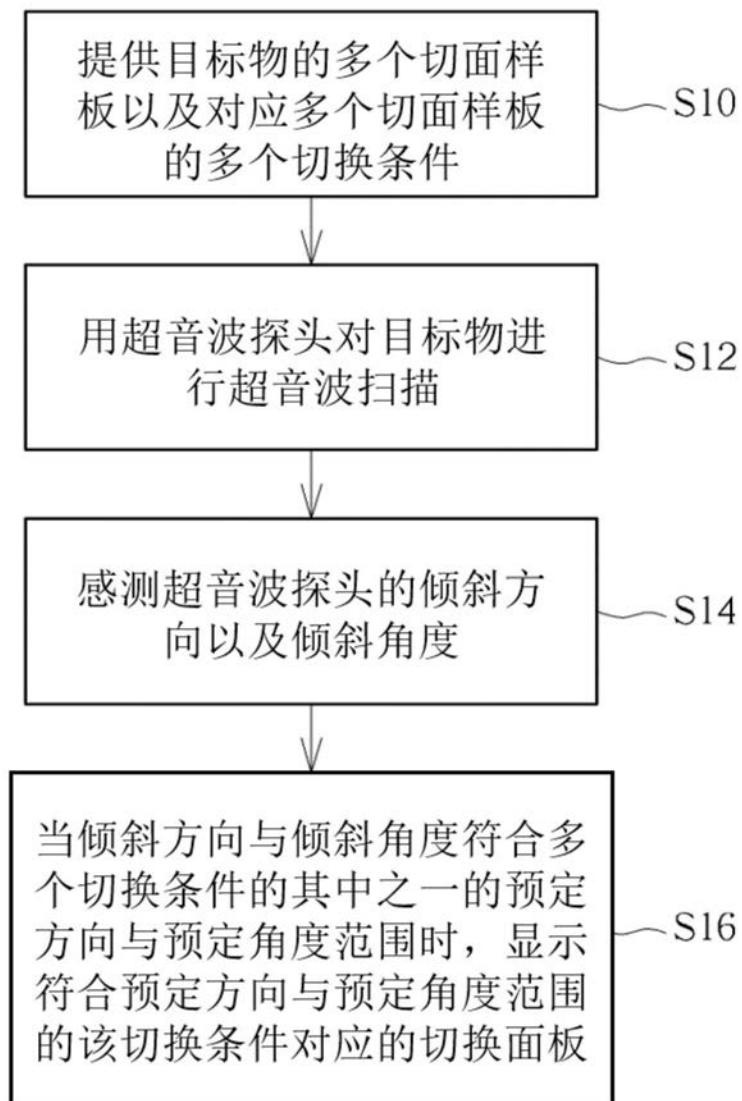 提供目标物的多个切面样
板以及对应多个切面样板
的多个切换条件
S10
用超音波探头对目标物进
行超音波扫描
S12
感测超音波探头的倾斜方
向以及倾斜角度
S14
当倾斜方向与倾斜角度符合多
个切换条件的其中之一的预定
方向与预定角度范围时，显示
符合预定方向与预定角度范围
的该切换条件对应的切换面板
S16